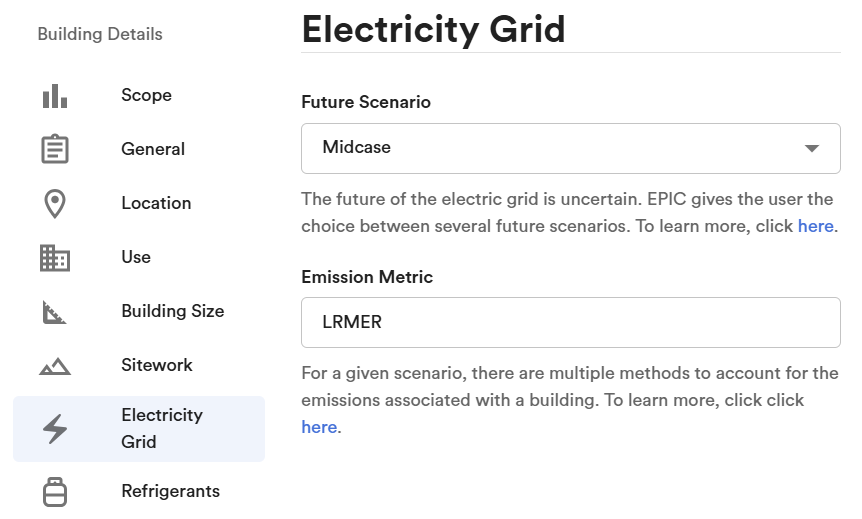 Building Details
Scope
General
Location
Use
Building Size
Sitework
Electricity
Grid
Refrigerants
Electricity Grid
Future Scenario
Midcase
The future of the electric grid is uncertain. EPIC gives the user the
choice between several future scenarios. To learn more, click here.
Emission Metric
LRMER
For a given scenario, there are multiple methods to account for the
emissions associated with a building. To learn more, click click
here.